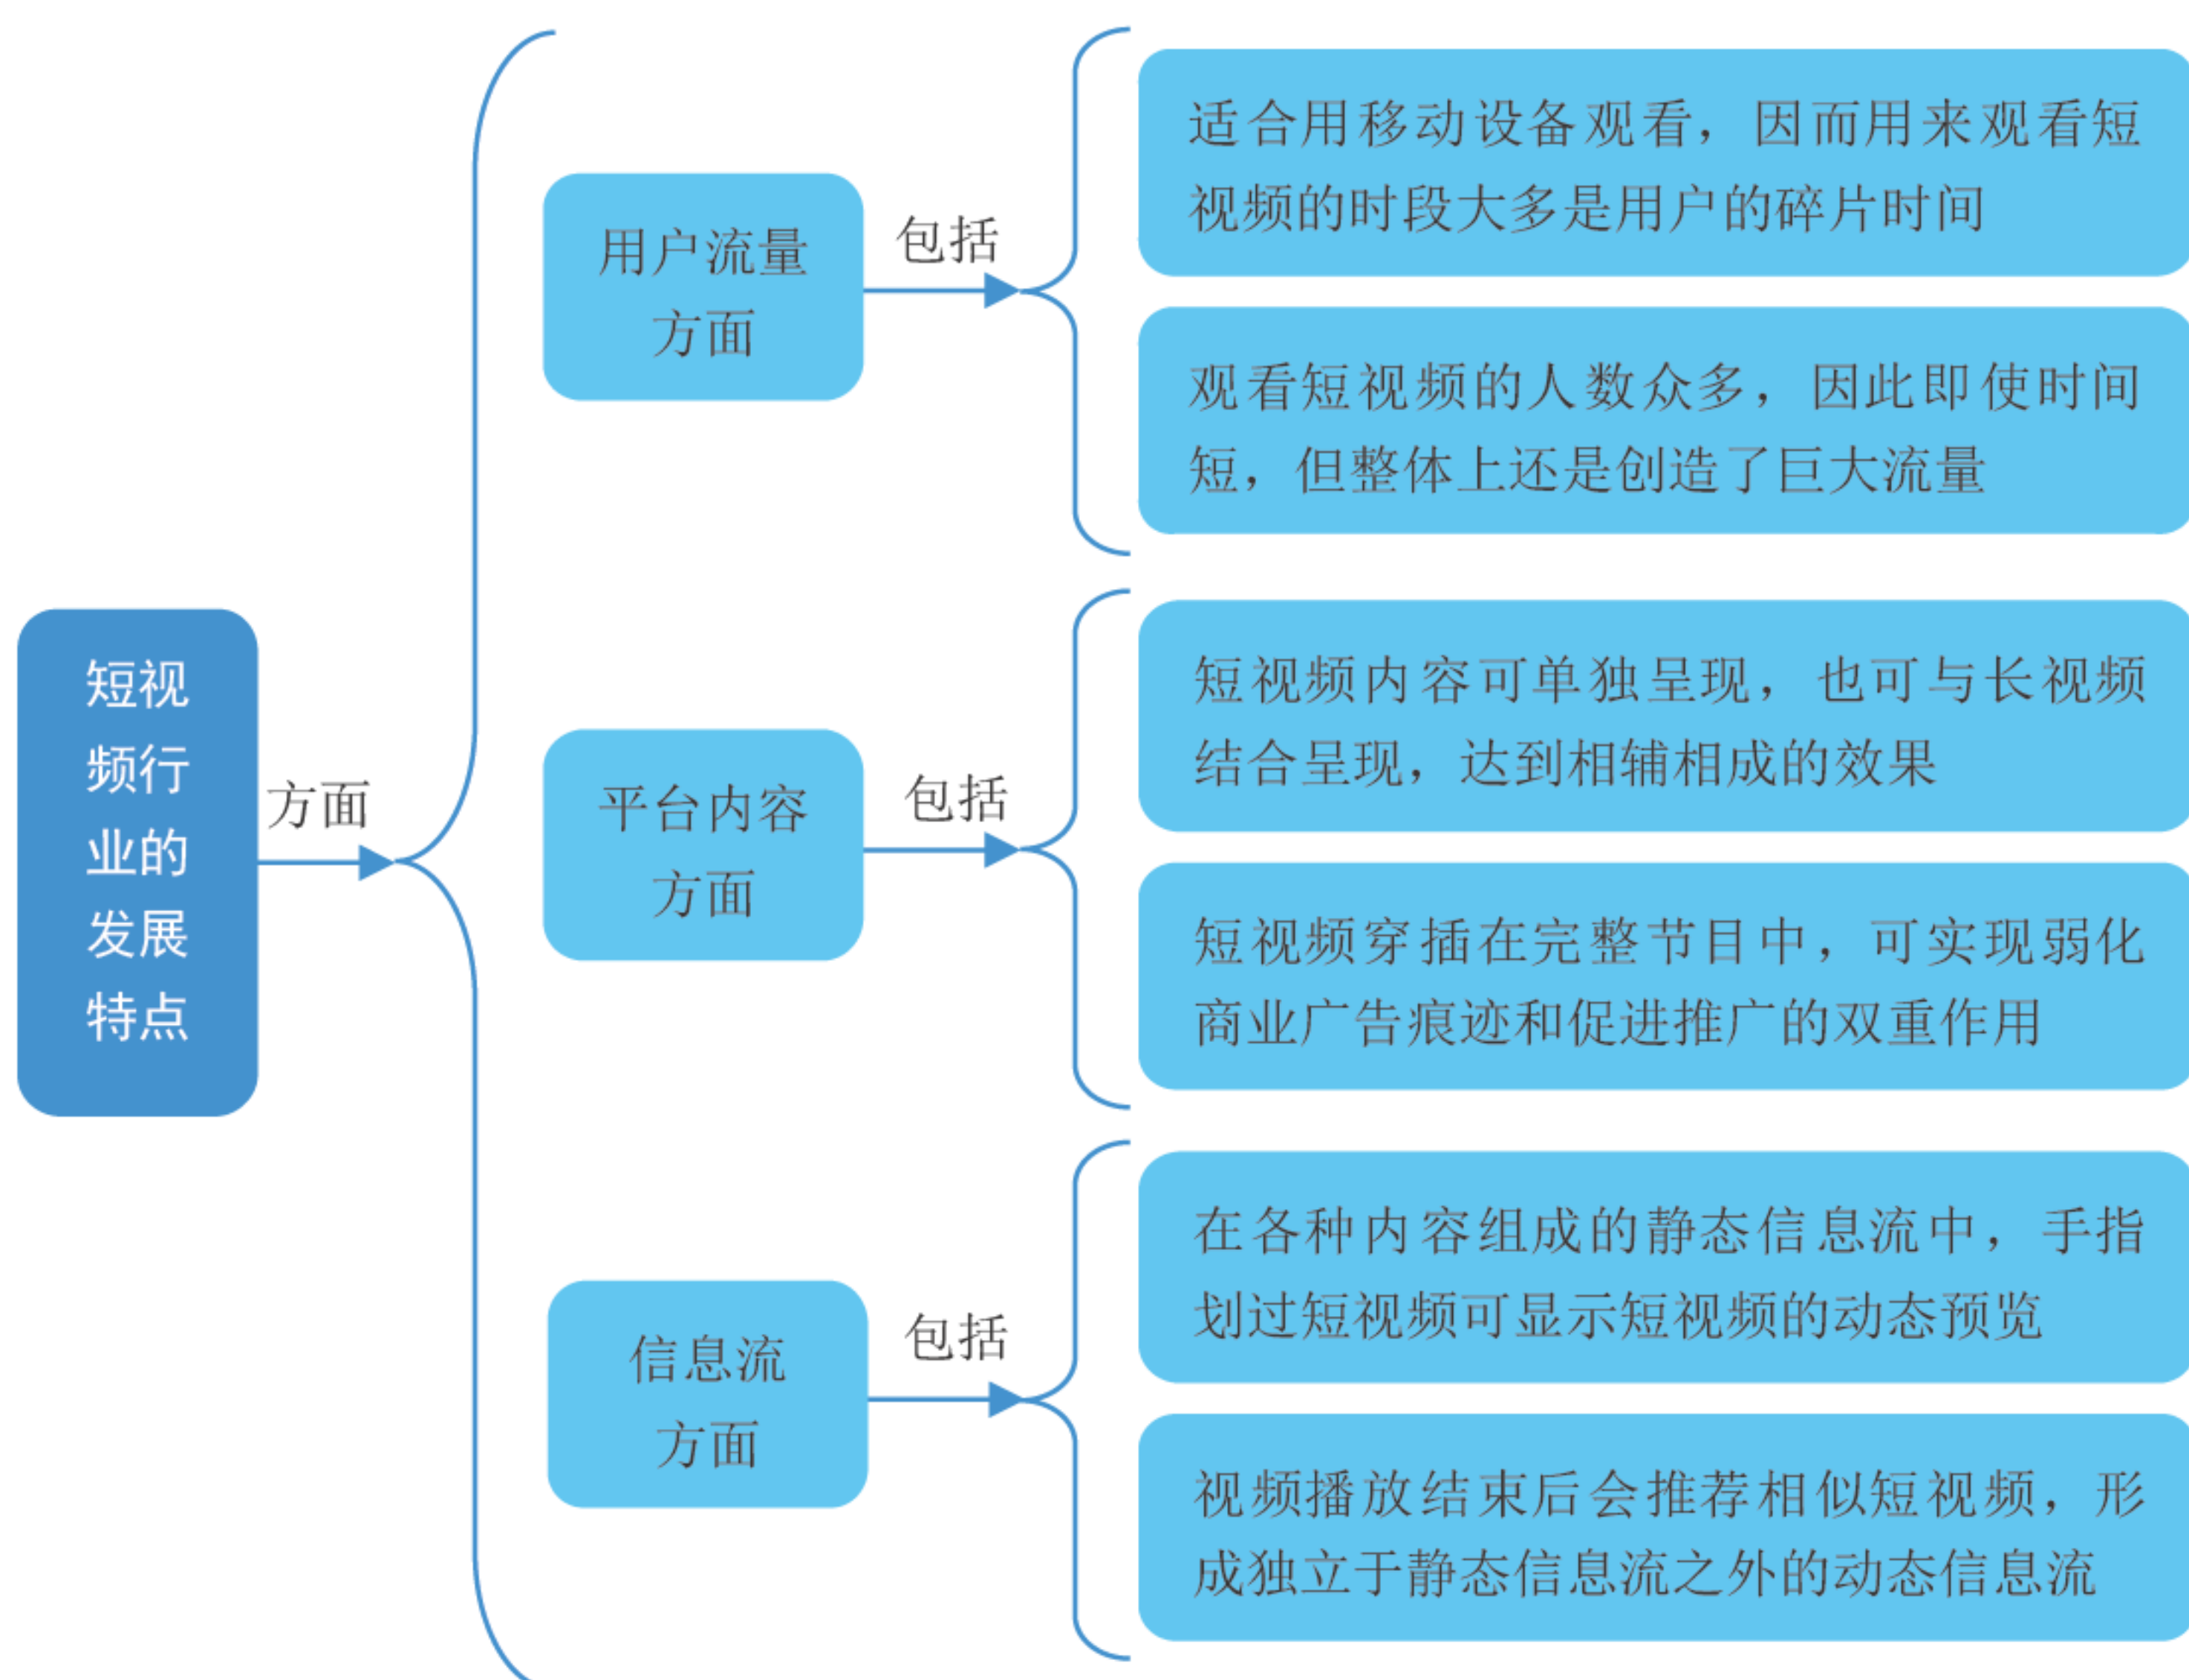 短视
频行
业的
发展
特点
方面
用户流量
方面
包括
适合用移动设备观看，因而用来观看短
视频的时段大多是用户的碎片时间
观看短视频的人数众多，因此即使时间
短，但整体上还是创造了巨大流量
平台内容
方面
包括
短视频内容可单独呈现，也可与长视频
结合呈现，达到相辅相成的效果
短视频穿插在完整节目中，可实现弱化
商业广告痕迹和促进推广的双重作用
信息流
方面
包括
在各种内容组成的静态信息流中，手指
划过短视频可显示短视频的动态预览
视频播放结束后会推荐相似短视频，形
成独立于静态信息流之外的动态信息流